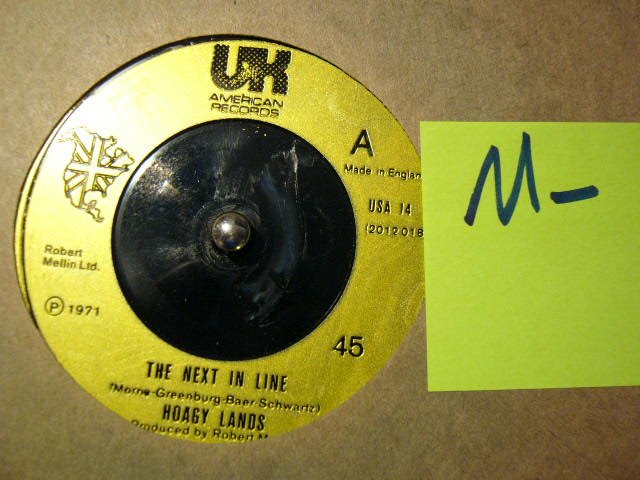 UK
AMERICAN
RECORDS
A
Made in England
USA 14
(2012018
Robert
Mellin Ltd.
Ⓟ 1971
45
THE NEXT IN LINE
(Morne-Greenburg-Baer-Schwartz)
HOAGY LANDS
Produced by Robert M
M-